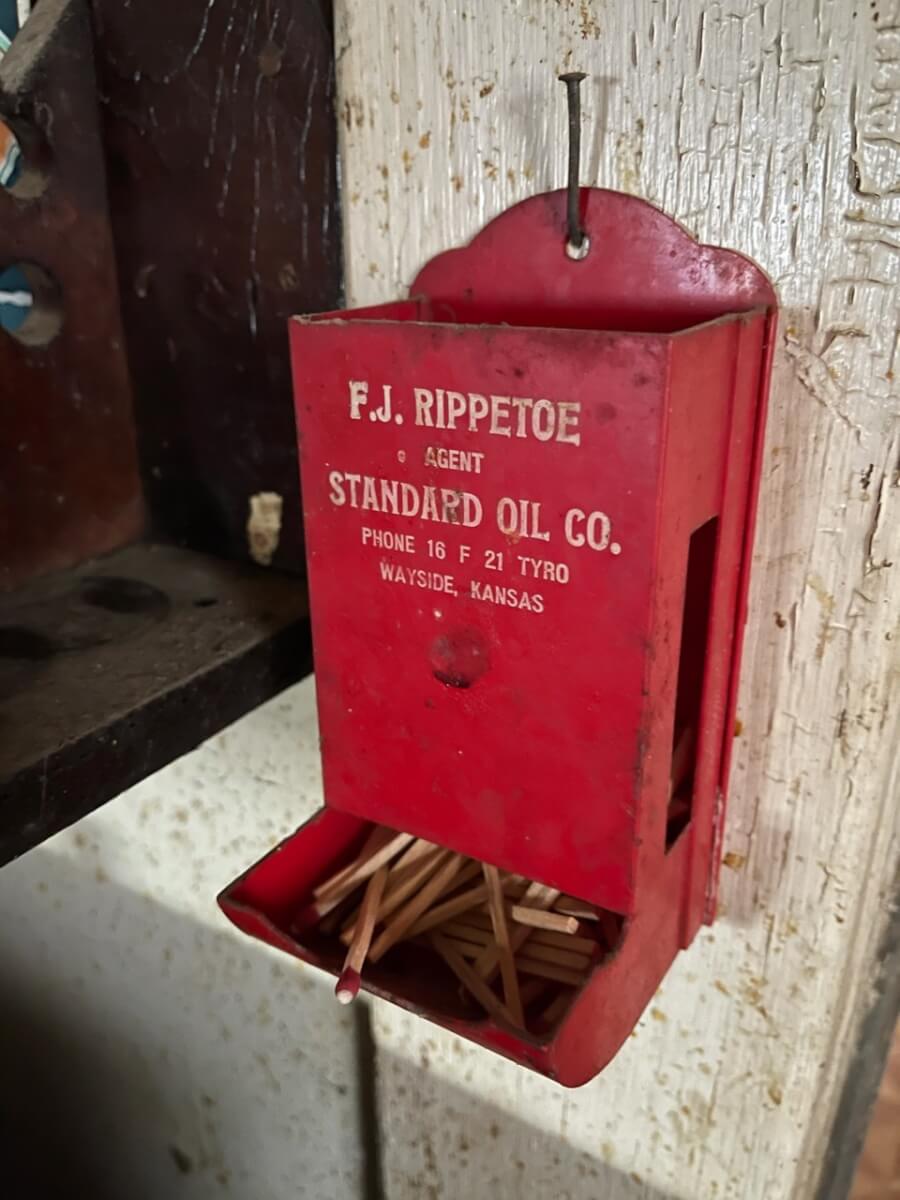 F.J. RIPPETOE
AGENT
STANDARD OIL CO.
PHONE 16 F 21 TYRO
WAYSIDE, KANSAS